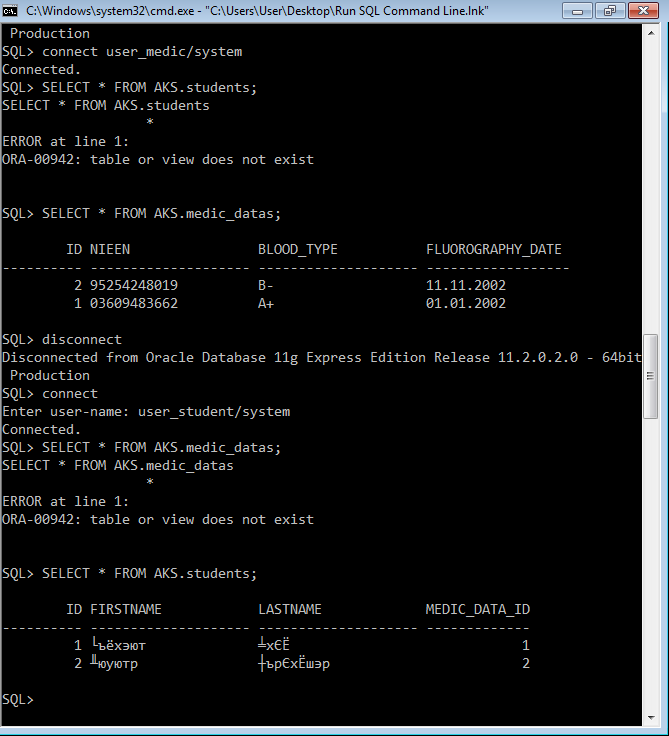 C:\Windows\system32\cmd.exe - "C:\Users\User\Desktop\Run SQL Command Line.lnk"
Production
SQL> connect user_medic/system
Connected.
SQL> SELECT * FROM AKS.students;
SELECT * FROM AKS.students
*
ERROR at line 1:
ORA-00942: table or view does not exist
SQL> SELECT * FROM AKS.medic_datas;
ID NIEEN BLOOD_TYPE FLUOROGRAPHY_DATE
---------- -------------------- -------------------- ------------------
2 95254248019 B- 11.11.2002
1 03609483662 A+ 01.01.2002
SQL> disconnect
Disconnected from Oracle Database 11g Express Edition Release 11.2.0.2.0 - 64bit
Production
SQL> connect
Enter user-name: user_student/system
Connected.
SQL> SELECT * FROM AKS.medic_datas;
SELECT * FROM AKS.medic_datas
*
ERROR at line 1:
ORA-00942: table or view does not exist
SQL> SELECT * FROM AKS.students;
ID FIRSTNAME LASTNAME MEDIC_DATA_ID
---------- -------------------- -------------------- -------------
1 └ъёхэют ╧хЄЁ 1
2 ╨юуютр ┼ърЄхЁшэр 2
SQL>